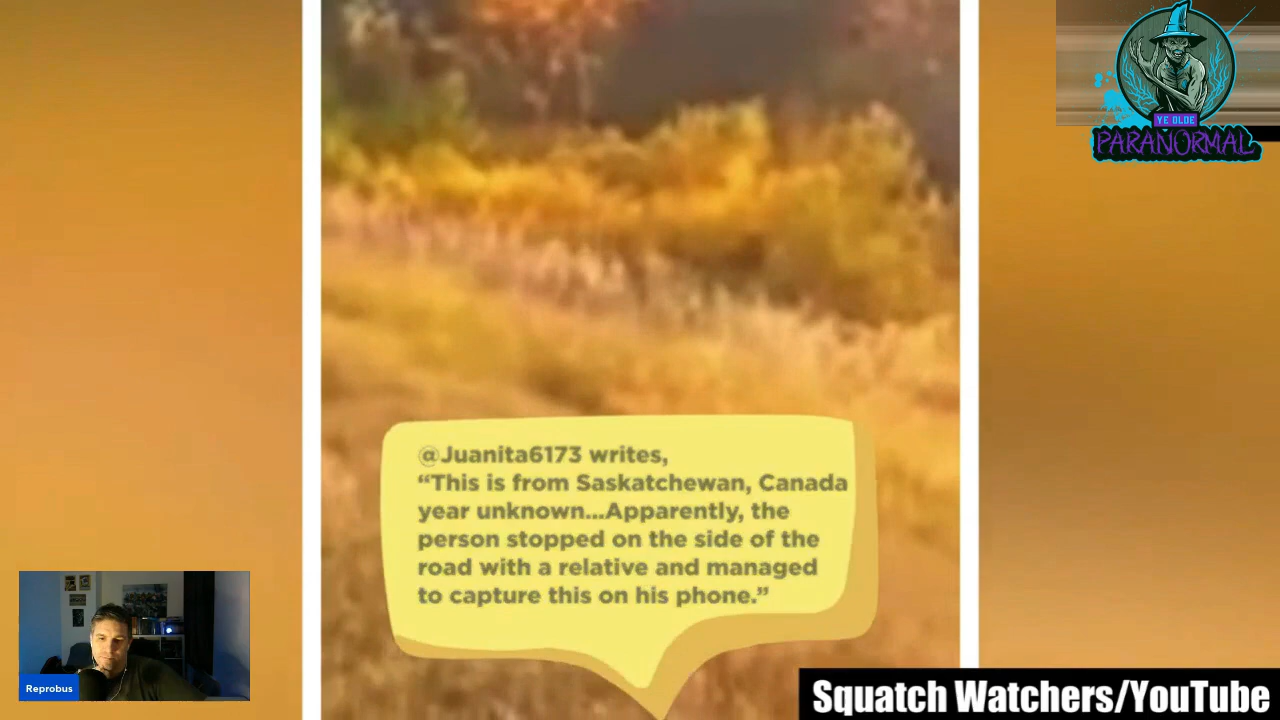 YE OLDE
PARANORMAL
@Juanita6173 writes,
“This is from Saskatchewan, Canada
year unknown...Apparently, the
person stopped on the side of the
road with a relative and managed
to capture this on his phone.”
Reprobus
Squatch Watchers/YouTube